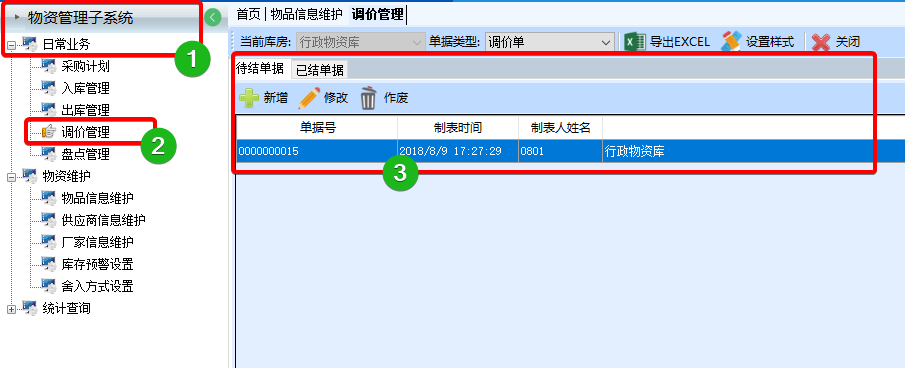 物资管理子系统
日常业务
采购计划
入库管理
出库管理
调价管理
盘点管理
物资维护
物品信息维护
供应商信息维护
厂家信息维护
库存预警设置
舍入方式设置
统计查询
1
2
首页 物品信息维护 调价管理
当前库房: 行政物资库 单据类型: 调价单 导出EXCEL 设置样式 关闭
待结单据 已结单据
新增 修改 作废
单据号 制表时间 制表人姓名
0000000015 2018/8/9 17:27:29 0801 行政物资库
3